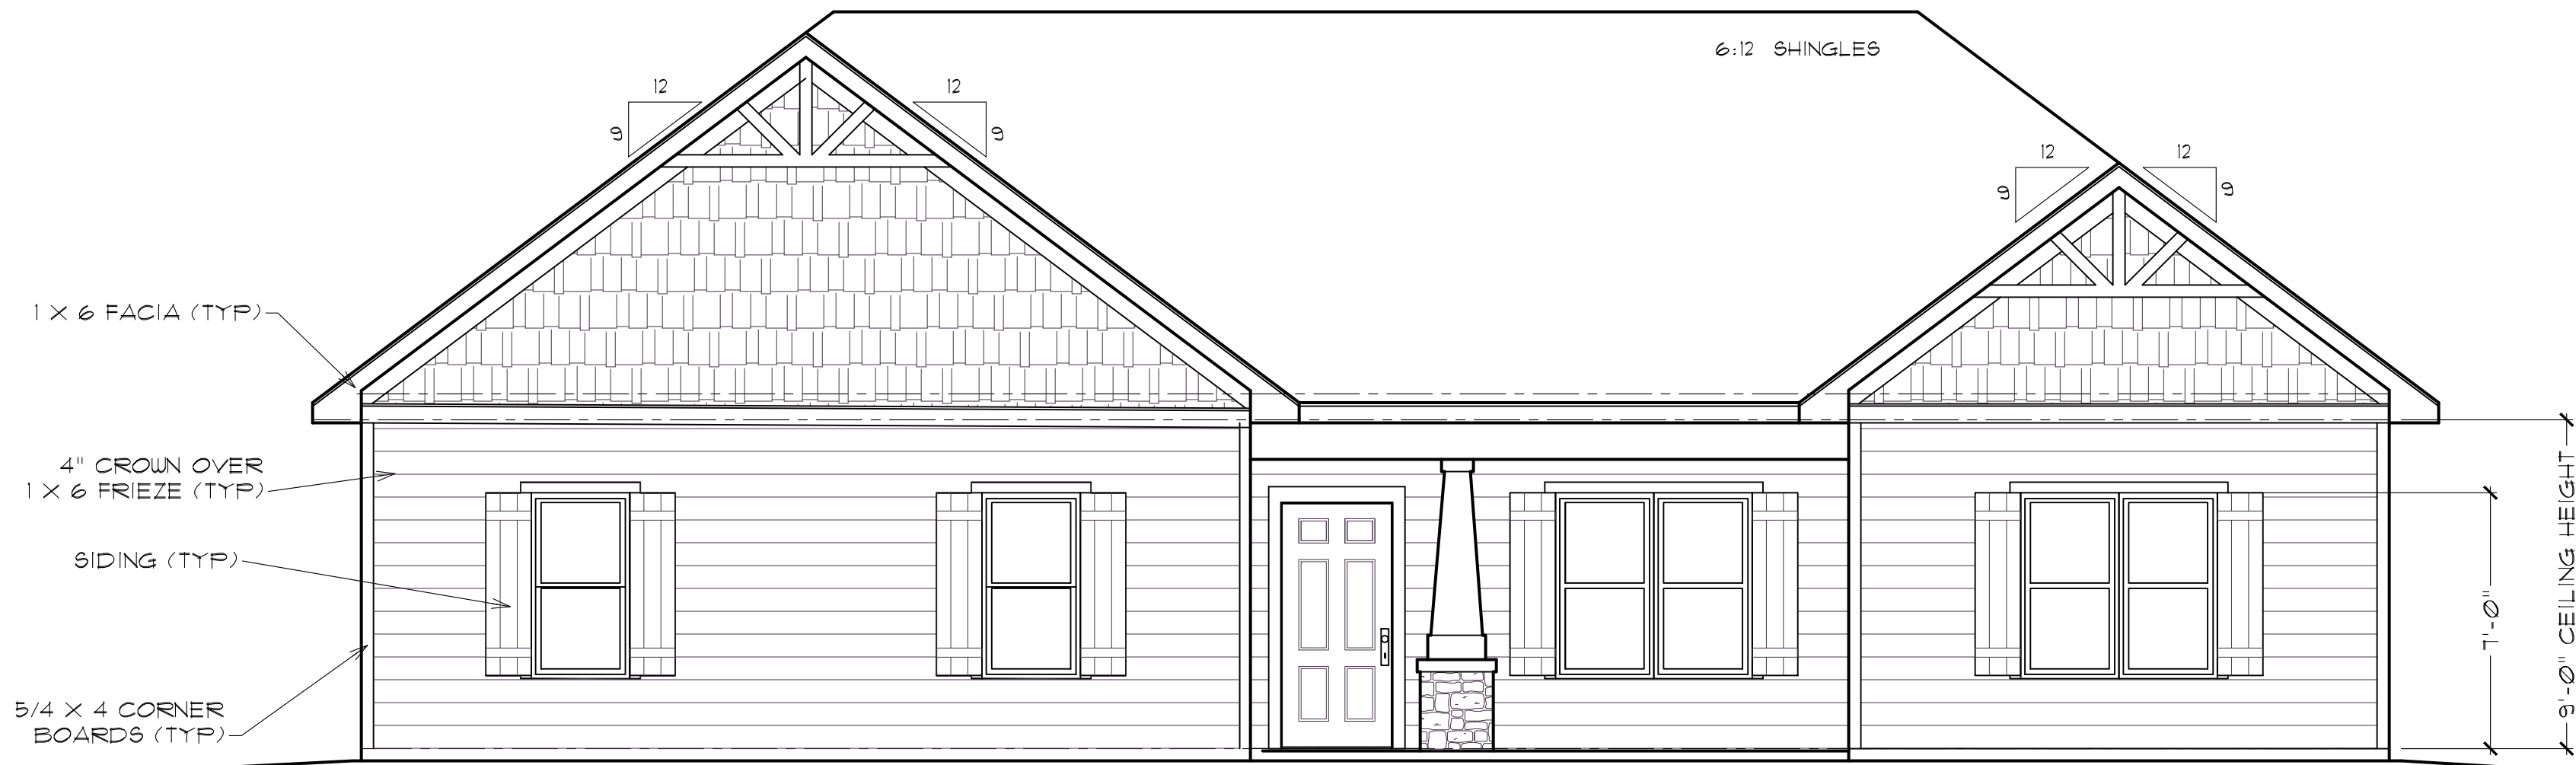 6:12 SHINGLES
12
12
9
9
12
12
9
9
1 X 6 FACIA (TYP)
4" CROWN OVER
1 X 6 FRIEZE (TYP)
SIDING (TYP)
5/4 X 4 CORNER
BOARDS (TYP)
7'-0"
9'-0" CEILING HEIGHT